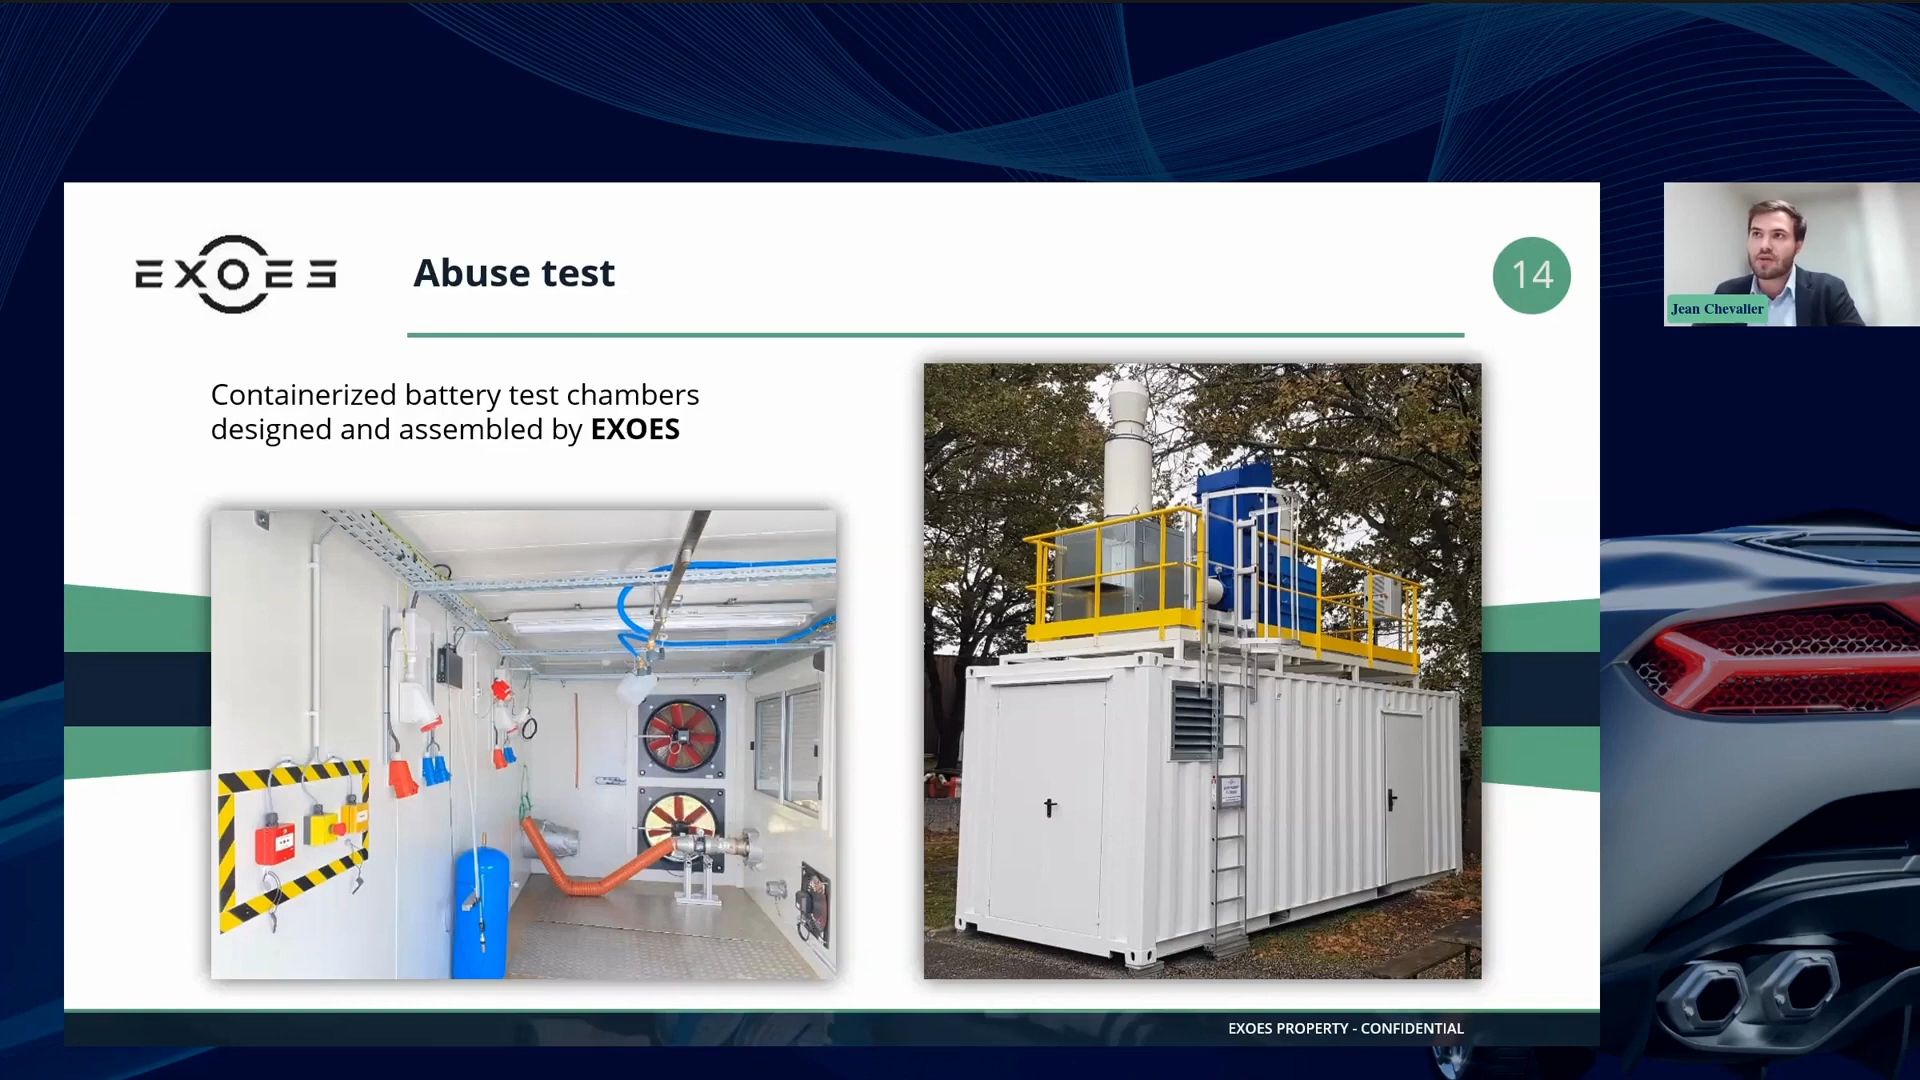 EXOES
Abuse test
14
Jean Chevalier
Containerized battery test chambers
designed and assembled by EXOES
EXOES PROPERTY - CONFIDENTIAL